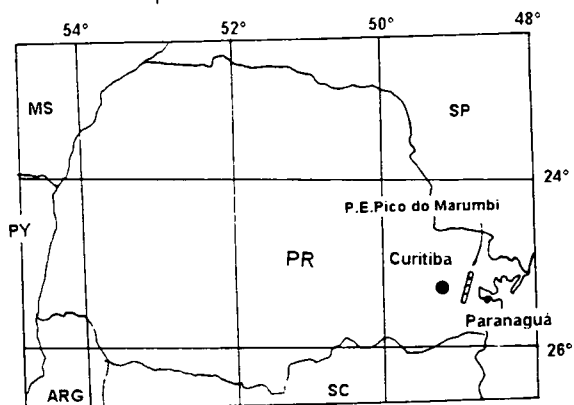 54° 52° 50° 48°
MS
SP
24°
P.E.Pico do Marumbi
PY
PR
Curitiba
Paranaguá
26°
ARG
SC